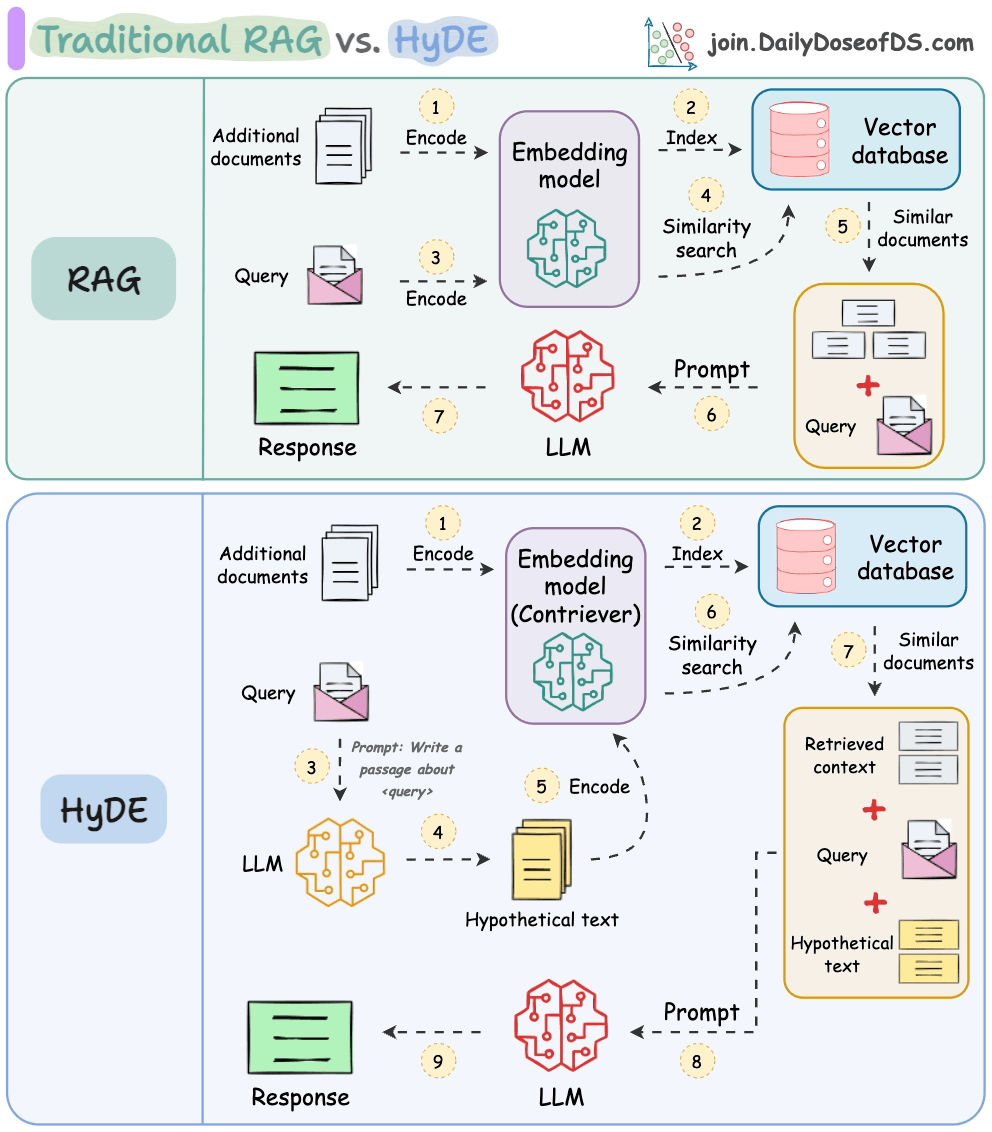 Traditional RAG vs. HyDE
join.DailyDoseofDS.com
RAG
Additional
documents
1
Encode
Embedding
model
2
Index
Vector
database
Query
3
Encode
4
Similarity
search
5
Similar
documents
Query
Prompt
6
LLM
7
Response
HyDE
Additional
documents
1
Encode
Embedding
model
(Contriever)
2
Index
Vector
database
Query
3
Prompt: Write a
passage about
<query>
LLM
4
Hypothetical text
5
Encode
6
Similarity
search
7
Similar
documents
Retrieved
context
Query
Hypothetical
text
Prompt
8
LLM
9
Response